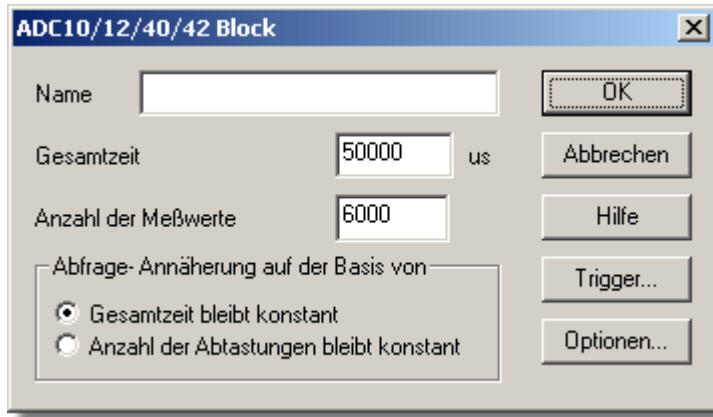 ADC10/12/40/42 Block
Name
OK
Gesamtzeit 50000 us
Abbrechen
Anzahl der Meßwerte 6000
Hilfe
Abfrage- Annäherung auf der Basis von
Trigger...
Gesamtzeit bleibt konstant
Anzahl der Abtastungen bleibt konstant
Optionen...